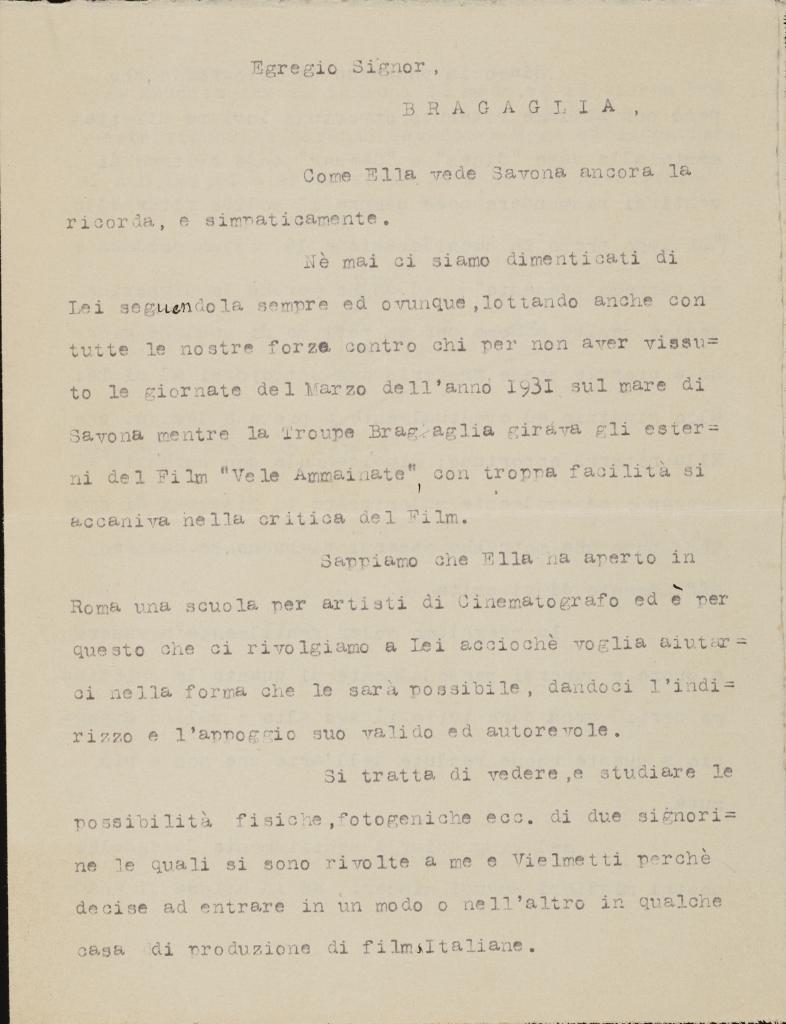 Egregio Signor,
B R A G A G L I A ,
Come Ella vede Savona ancora la
ricorda, e simpaticamente.
Nè mai ci siamo dimenticati di
Lei seguendola sempre ed ovunque,lottando anche con
tutte le nostre forze contro chi per non aver vissu=
to le giornate del Marzo dell'anno 1931 sul mare di
Savona mentre la Troupe Bragaglia girava gli ester=
ni del Film "Vele Ammainate", con troppa facilità si
accaniva nella critica del Film.
Sappiamo che Ella ha aperto in
Roma una scuola per artisti di Cinematografo ed è per
questo che ci rivolgiamo a Lei acciochè voglia aiutar=
ci nella forma che le sarà possibile, dandoci l'indi=
rizzo e l'appoggio suo valido ed autorevole.
Si tratta di vedere,e studiare le
possibilità fisiche,fotogeniche ecc. di due signori=
ne le quali si sono rivolte a me e Vielmetti perchè
decise ad entrare in un modo o nell'altro in qualche
casa di produzione di films Italiane.